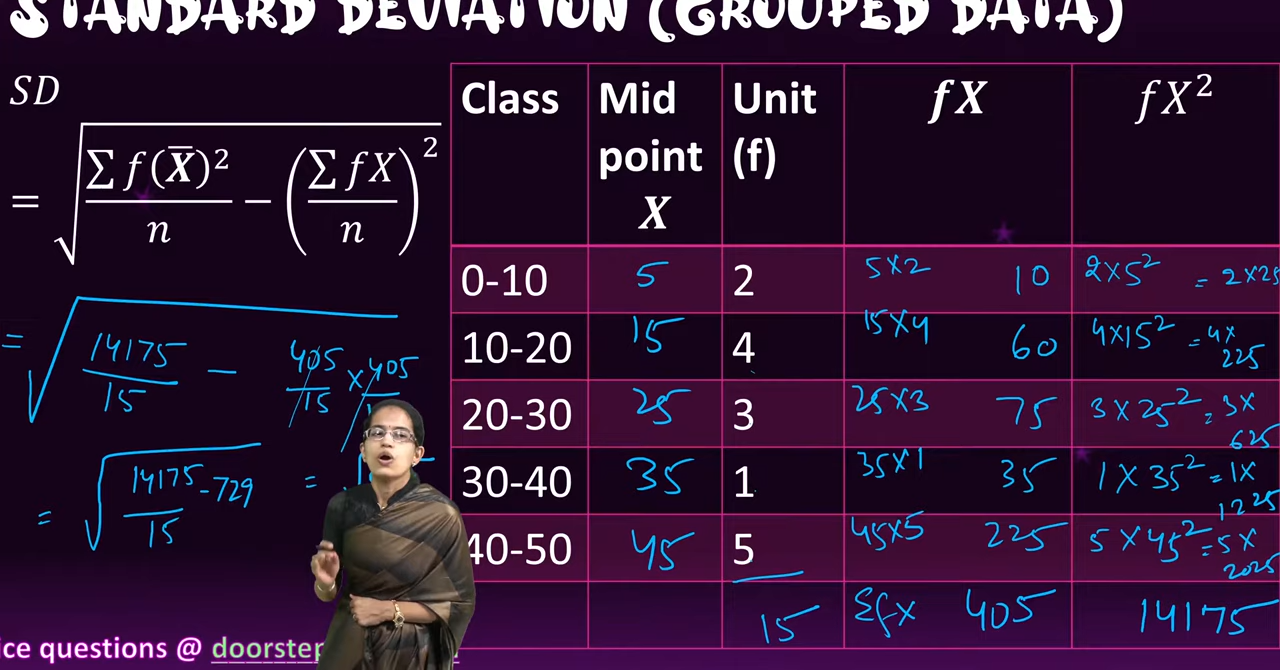 STANDARD DEVIATION (GROUPED DATA)
SD
= √ ∑ f(X̄)² / n − (∑ fX / n)²
= √ 14175 / 15 − 405 / 15 × 405 /
= √ 14175 / 15 - 729 =
Class Mid point X Unit (f) fX fX²
0-10 5 2 5×2 10 2×5² = 2×25
10-20 15 4 15×4 60 4×15² = 4× 225
20-30 25 3 25×3 75 3×25² = 3× 625
30-40 35 1 35×1 35 1×35² = 1× 1225
40-50 45 5 45×5 225 5×45² = 5× 2025
15 Σfx 405 14175
ice questions @ doorstep